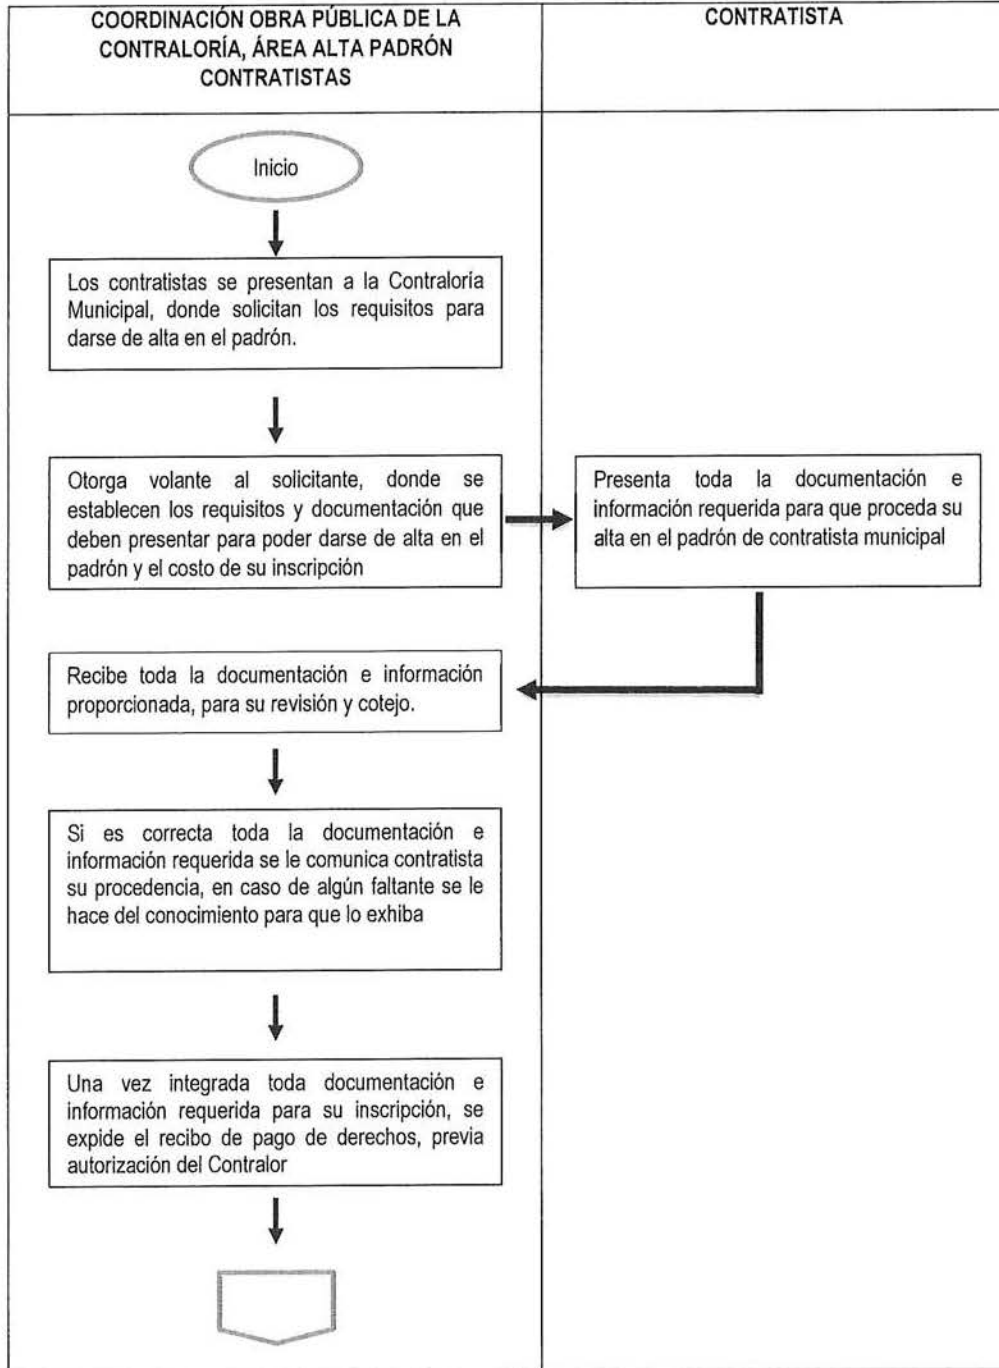 COORDINACIÓN OBRA PÚBLICA DE LA
CONTRALORÍA, ÁREA ALTA PADRÓN
CONTRATISTAS
CONTRATISTA
Inicio
Los contratistas se presentan a la Contraloría
Municipal, donde solicitan los requisitos para
darse de alta en el padrón.
Otorga volante al solicitante, donde se
establecen los requisitos y documentación que
deben presentar para poder darse de alta en el
padrón y el costo de su inscripción
Presenta toda la documentación e
información requerida para que proceda su
alta en el padrón de contratista municipal
Recibe toda la documentación e información
proporcionada, para su revisión y cotejo.
Si es correcta toda la documentación e
información requerida se le comunica contratista
su procedencia, en caso de algún faltante se le
hace del conocimiento para que lo exhiba
Una vez integrada toda documentación e
información requerida para su inscripción, se
expide el recibo de pago de derechos, previa
autorización del Contralor